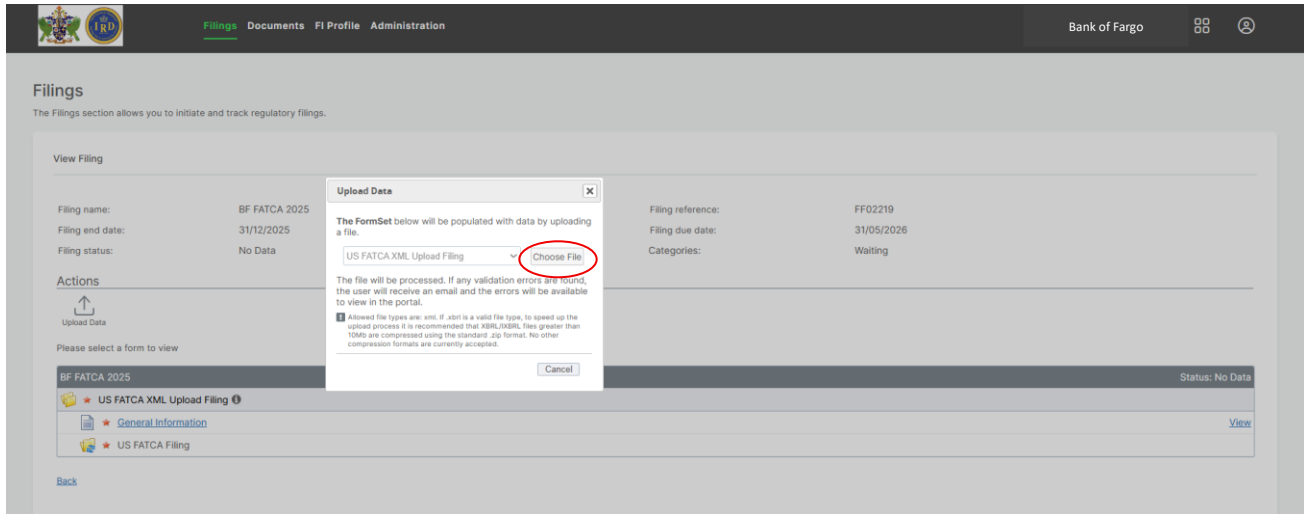 IRD
Filings Documents FI Profile Administration
Bank of Fargo
Filings
The Filings section allows you to initiate and track regulatory filings.
View Filing
Filing name: BF FATCA 2025
Filing reference: FF02219
Filing end date: 31/12/2025
Filing due date: 31/05/2026
Filing status: No Data
Categories: Waiting
Actions
Upload Data
Please select a form to view
Upload Data
The FormSet below will be populated with data by uploading
a file.
US FATCA XML Upload Filing
Choose File
The file will be processed. If any validation errors are found,
the user will receive an email and the errors will be available
to view in the portal.
Allowed file types are: xml. If .xbrl is a valid file type, to speed up the
upload process it is recommended that XBRL/iXBRL files greater than
10Mb are compressed using the standard .zip format. No other
compression formats are currently accepted.
Cancel
BF FATCA 2025
Status: No Data
US FATCA XML Upload Filing
General Information
View
US FATCA Filing
Back